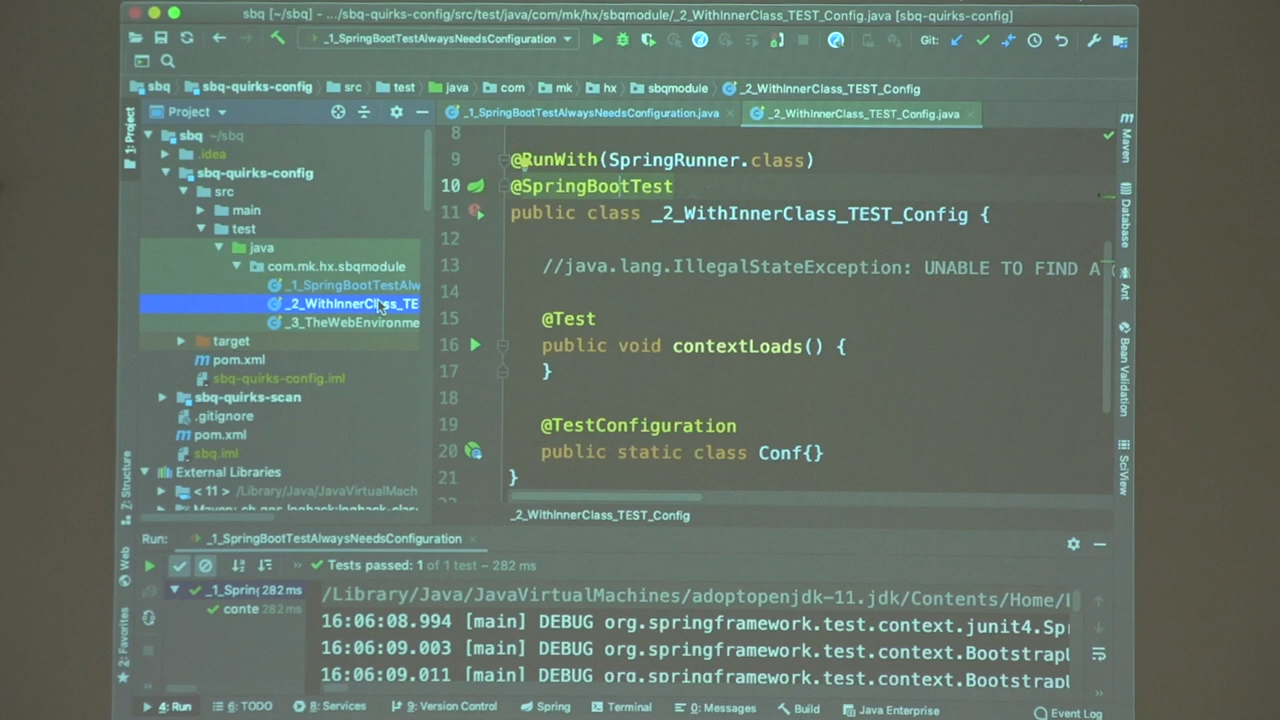 sbq [~/sbq] – .../sbq-quirks-config/src/test/java/com/mk/hx/sbqmodule/_2_WithInnerClass_TEST_Config.java [sbq-quirks-config]
_1_SpringBootTestAlwaysNeedsConfiguration
Git:
sbq sbq-quirks-config src test java com mk hx sbqmodule _2_WithInnerClass_TEST_Config
Project
_1_SpringBootTestAlwaysNeedsConfiguration.java
_2_WithInnerClass_TEST_Config.java
1: Project
sbq ~/sbq
.idea
sbq-quirks-config
src
main
test
java
com.mk.hx.sbqmodule
_1_SpringBootTestAlw
_2_WithInnerClass_TE
_3_TheWebEnvironme
target
pom.xml
sbq-quirks-config.iml
sbq-quirks-scan
.gitignore
pom.xml
sbq.iml
External Libraries
< 11 > /Library/Java/JavaVirtualMach
8
9 @RunWith(SpringRunner.class)
10 @SpringBootTest
11 public class _2_WithInnerClass_TEST_Config {
12
13 //java.lang.IllegalStateException: UNABLE TO FIND A
14
15 @Test
16 public void contextLoads() {
17 }
18
19 @TestConfiguration
20 public static class Conf{}
21 }
_2_WithInnerClass_TEST_Config
Maven
Database
Ant
Bean Validation
SciView
Z: Structure
Web
2: Favorites
Run: _1_SpringBootTestAlwaysNeedsConfiguration
Tests passed: 1 of 1 test – 282 ms
_1_Spring 282 ms
conte 282 ms
/Library/Java/JavaVirtualMachines/adoptopenjdk-11.jdk/Contents/Home/
16:06:08.994 [main] DEBUG org.springframework.test.context.junit4.Spr
16:06:09.003 [main] DEBUG org.springframework.test.context.Bootstrap
16:06:09.011 [main] DEBUG org.springframework.test.context.Bootstrap
4: Run 6: TODO 8: Services 9: Version Control Spring Terminal 0: Messages Build Java Enterprise Event Log